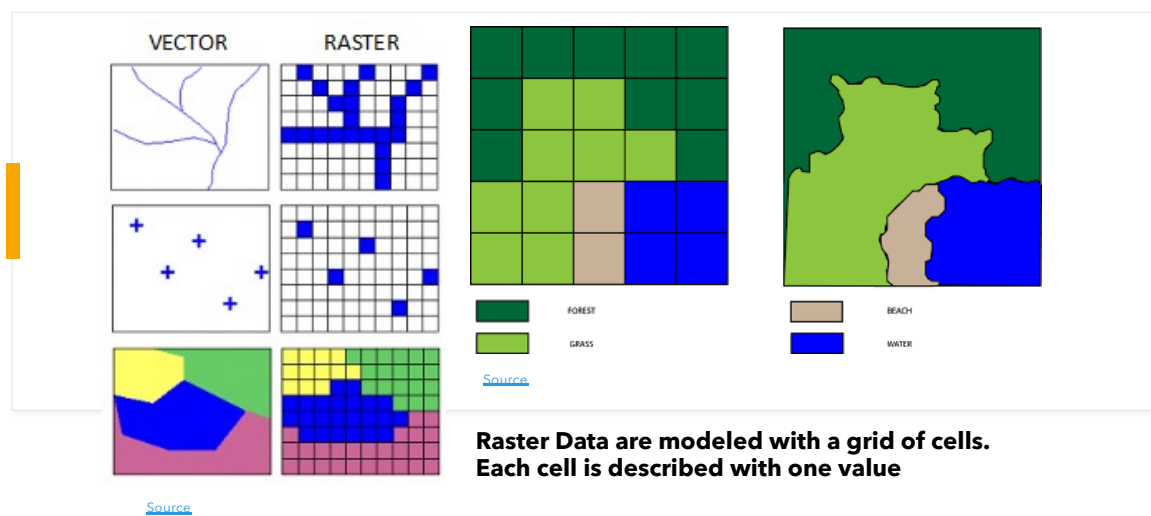 VECTOR
RASTER
FOREST
GRASS
BEACH
WATER
Source
Raster Data are modeled with a grid of cells.
Each cell is described with one value
Source